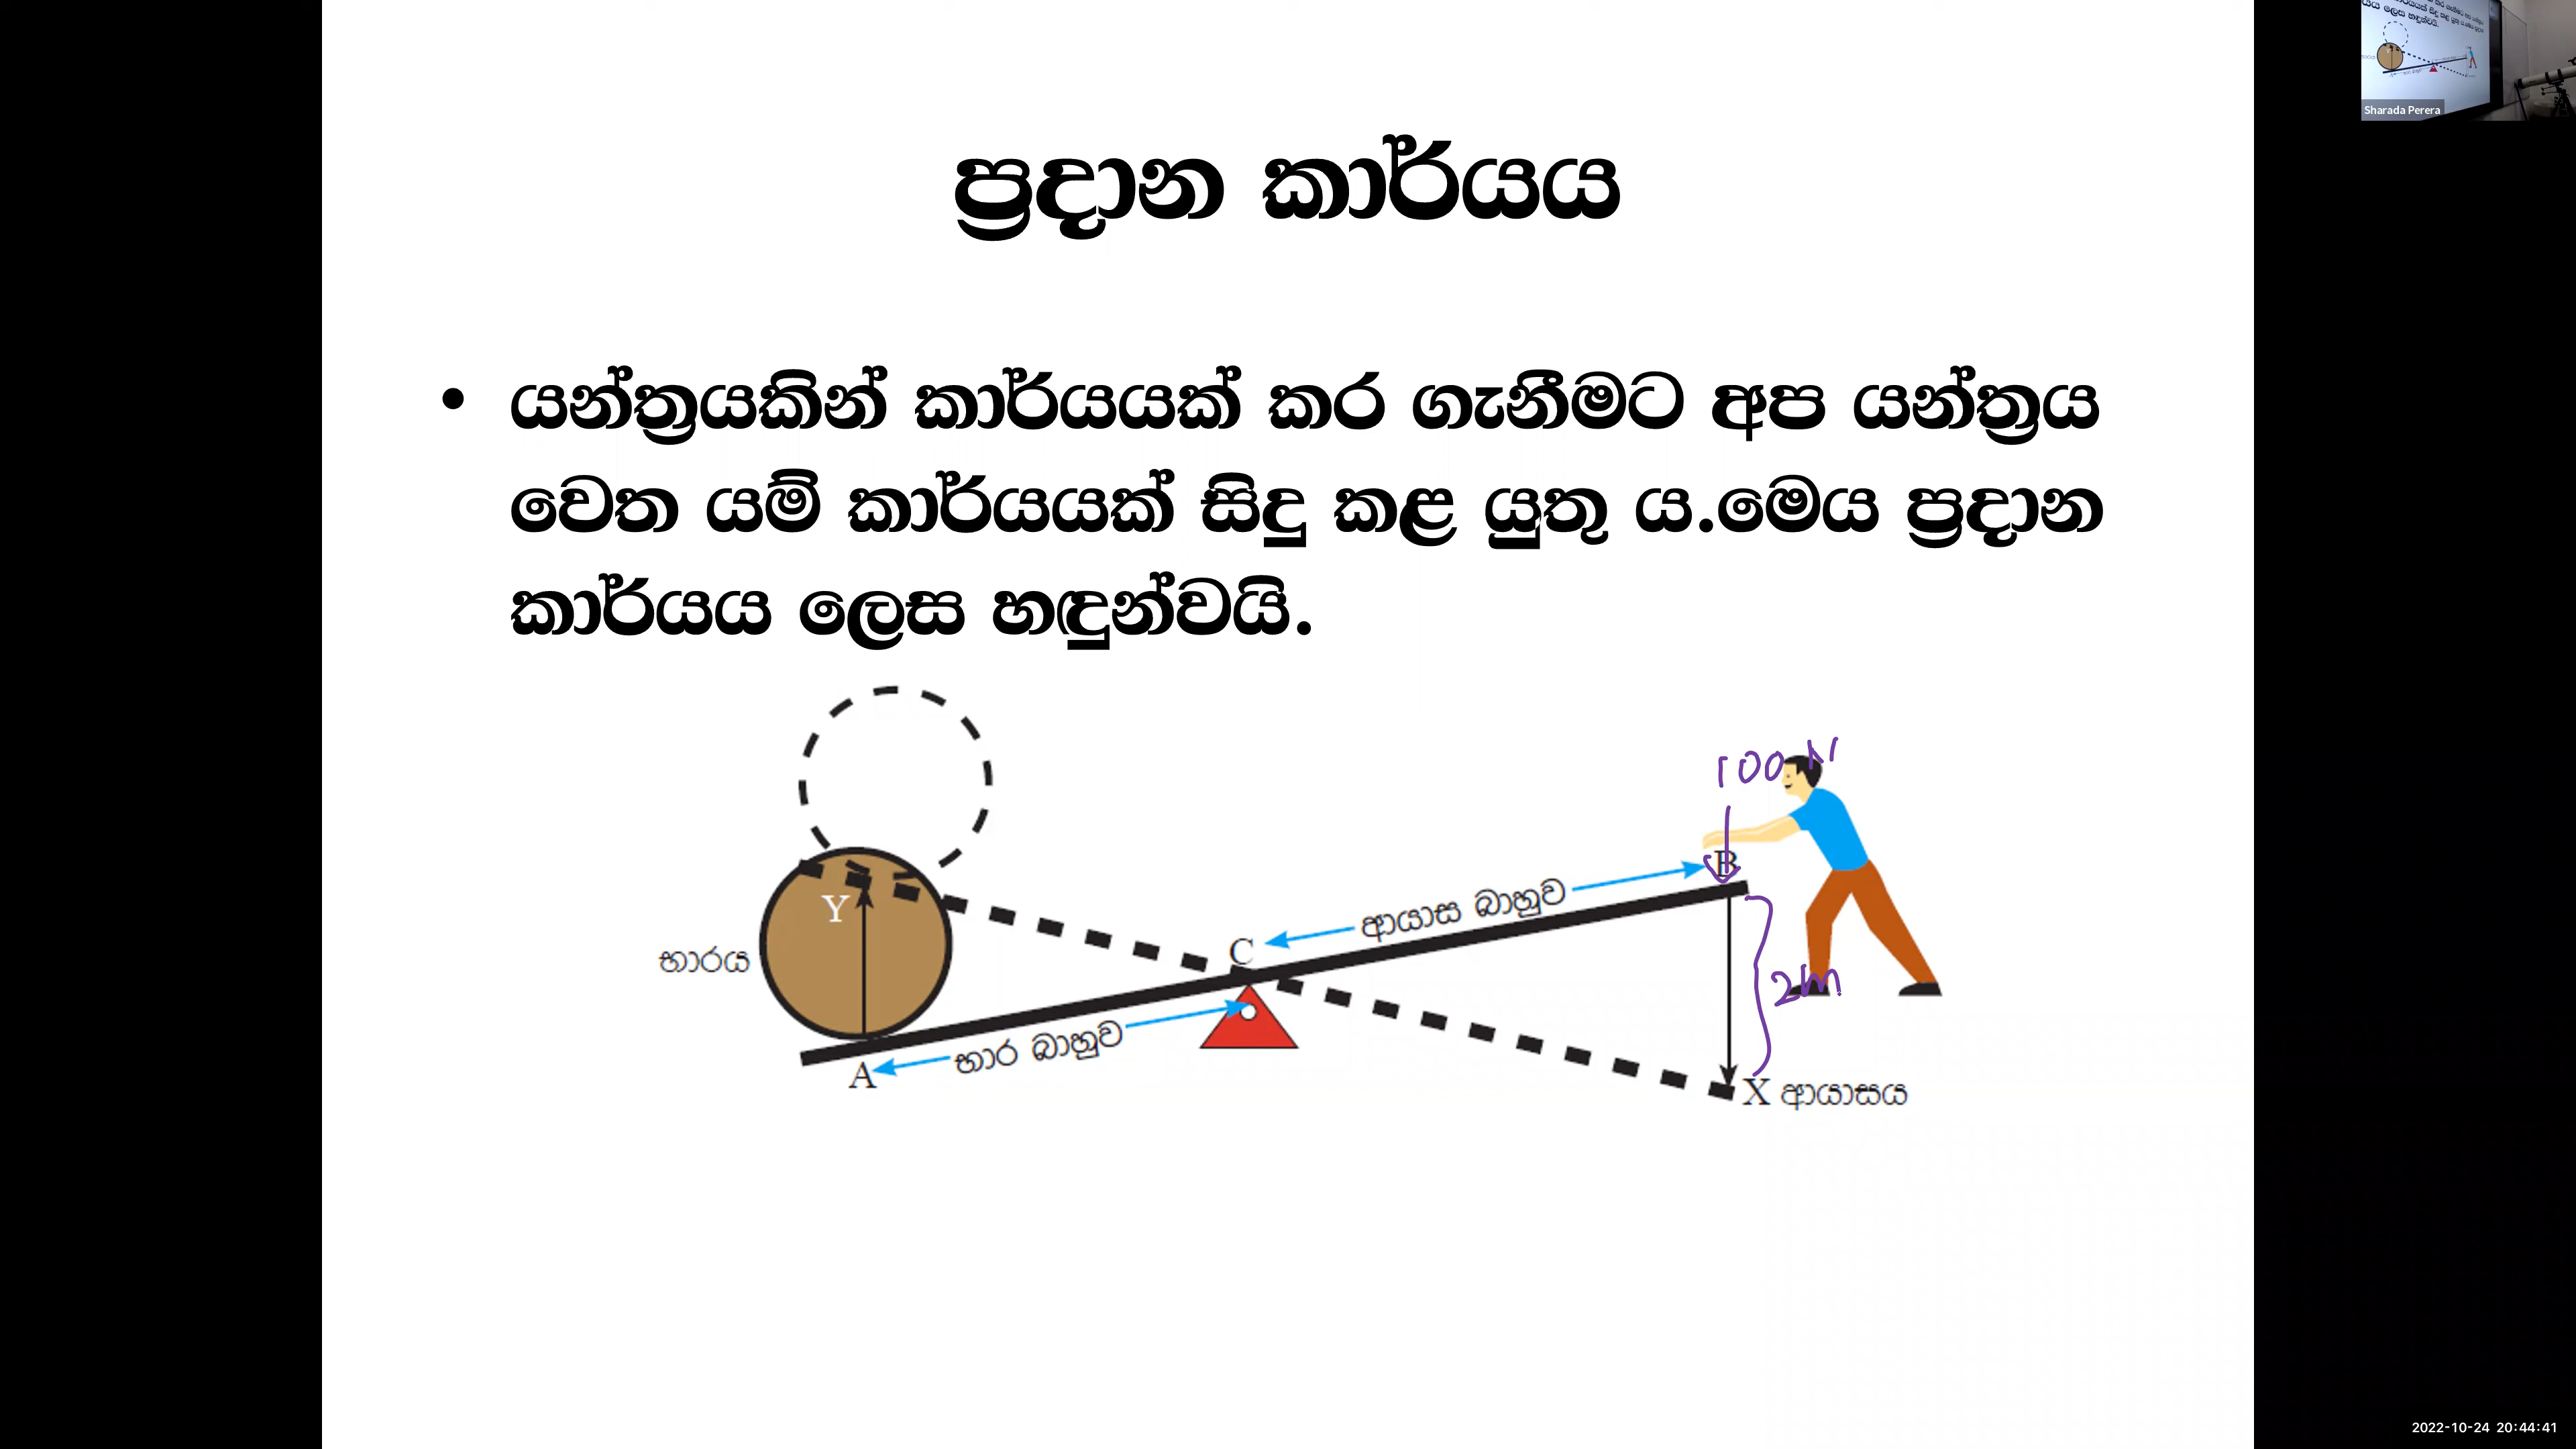 ප්‍රදාන කාර්යය
• යන්ත්‍රයකින් කාර්යයක් කර ගැනීමට අප යන්ත්‍රය
වෙත යම් කාර්යයක් සිදු කළ යුතු ය.මෙය ප්‍රදාන
කාර්යය ලෙස හඳුන්වයි.
100 N
B
ආයාස බාහුව
Y
C
භාරය
2m
භාර බාහුව
A
X ආයාසය
Sharada Perera
2022-10-24 20:44:41